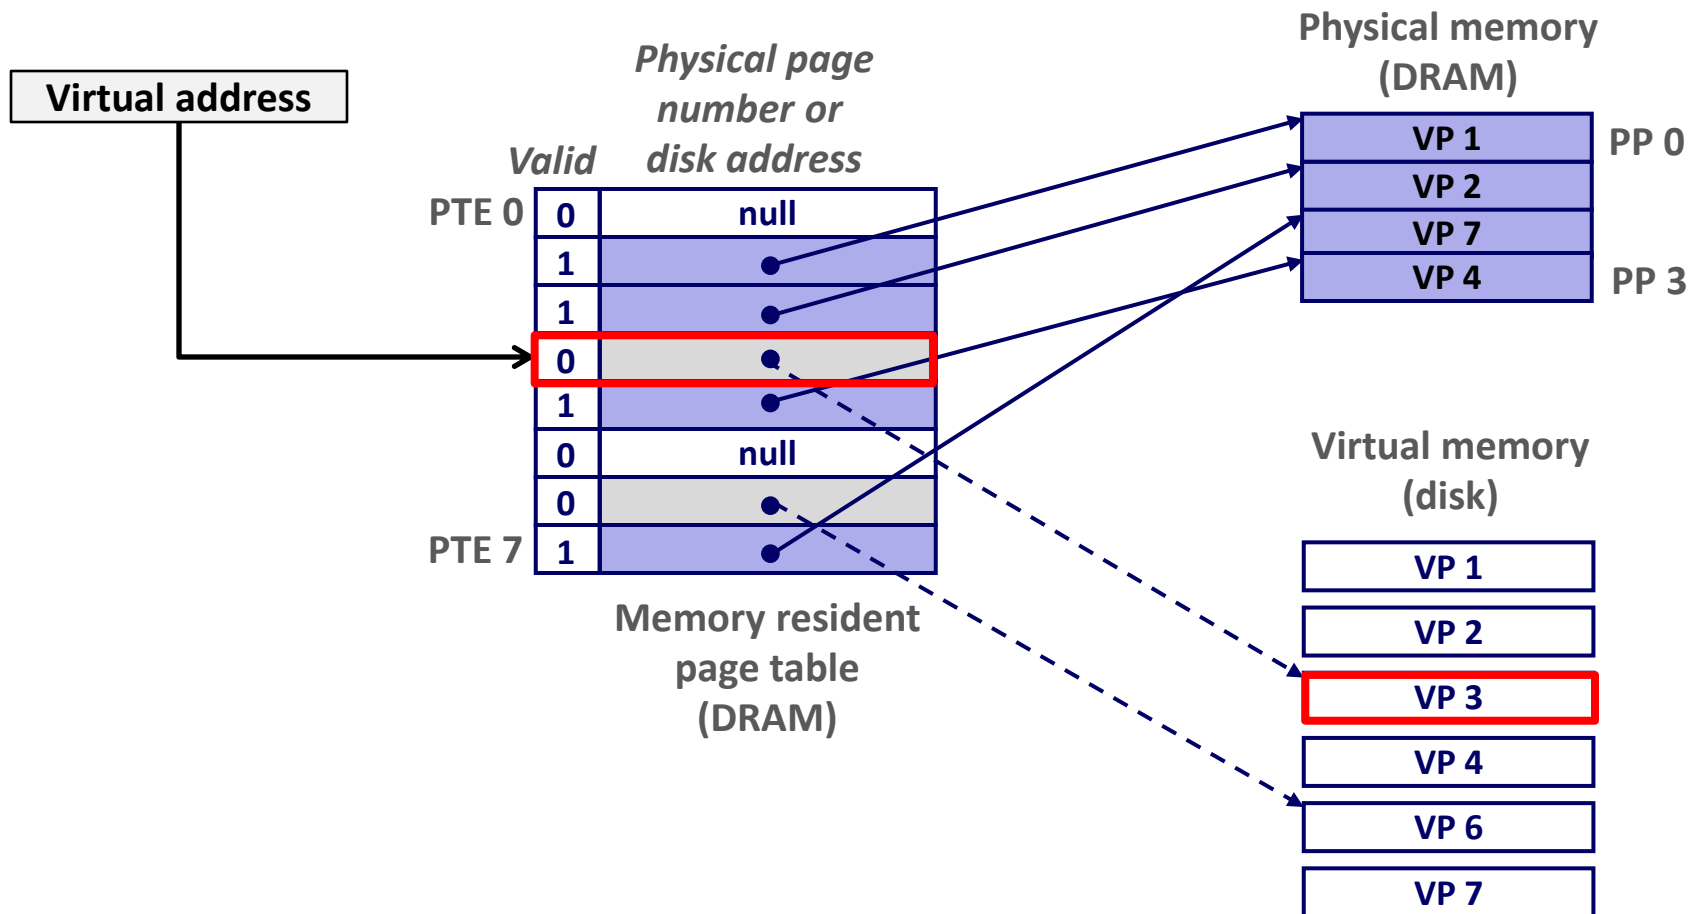 Virtual address
Physical page
number or
disk address
Valid
PTE 0
0
null
1
1
0
1
0
null
0
PTE 7
1
Memory resident
page table
(DRAM)
Physical memory
(DRAM)
VP 1
PP 0
VP 2
VP 7
VP 4
PP 3
Virtual memory
(disk)
VP 1
VP 2
VP 3
VP 4
VP 6
VP 7